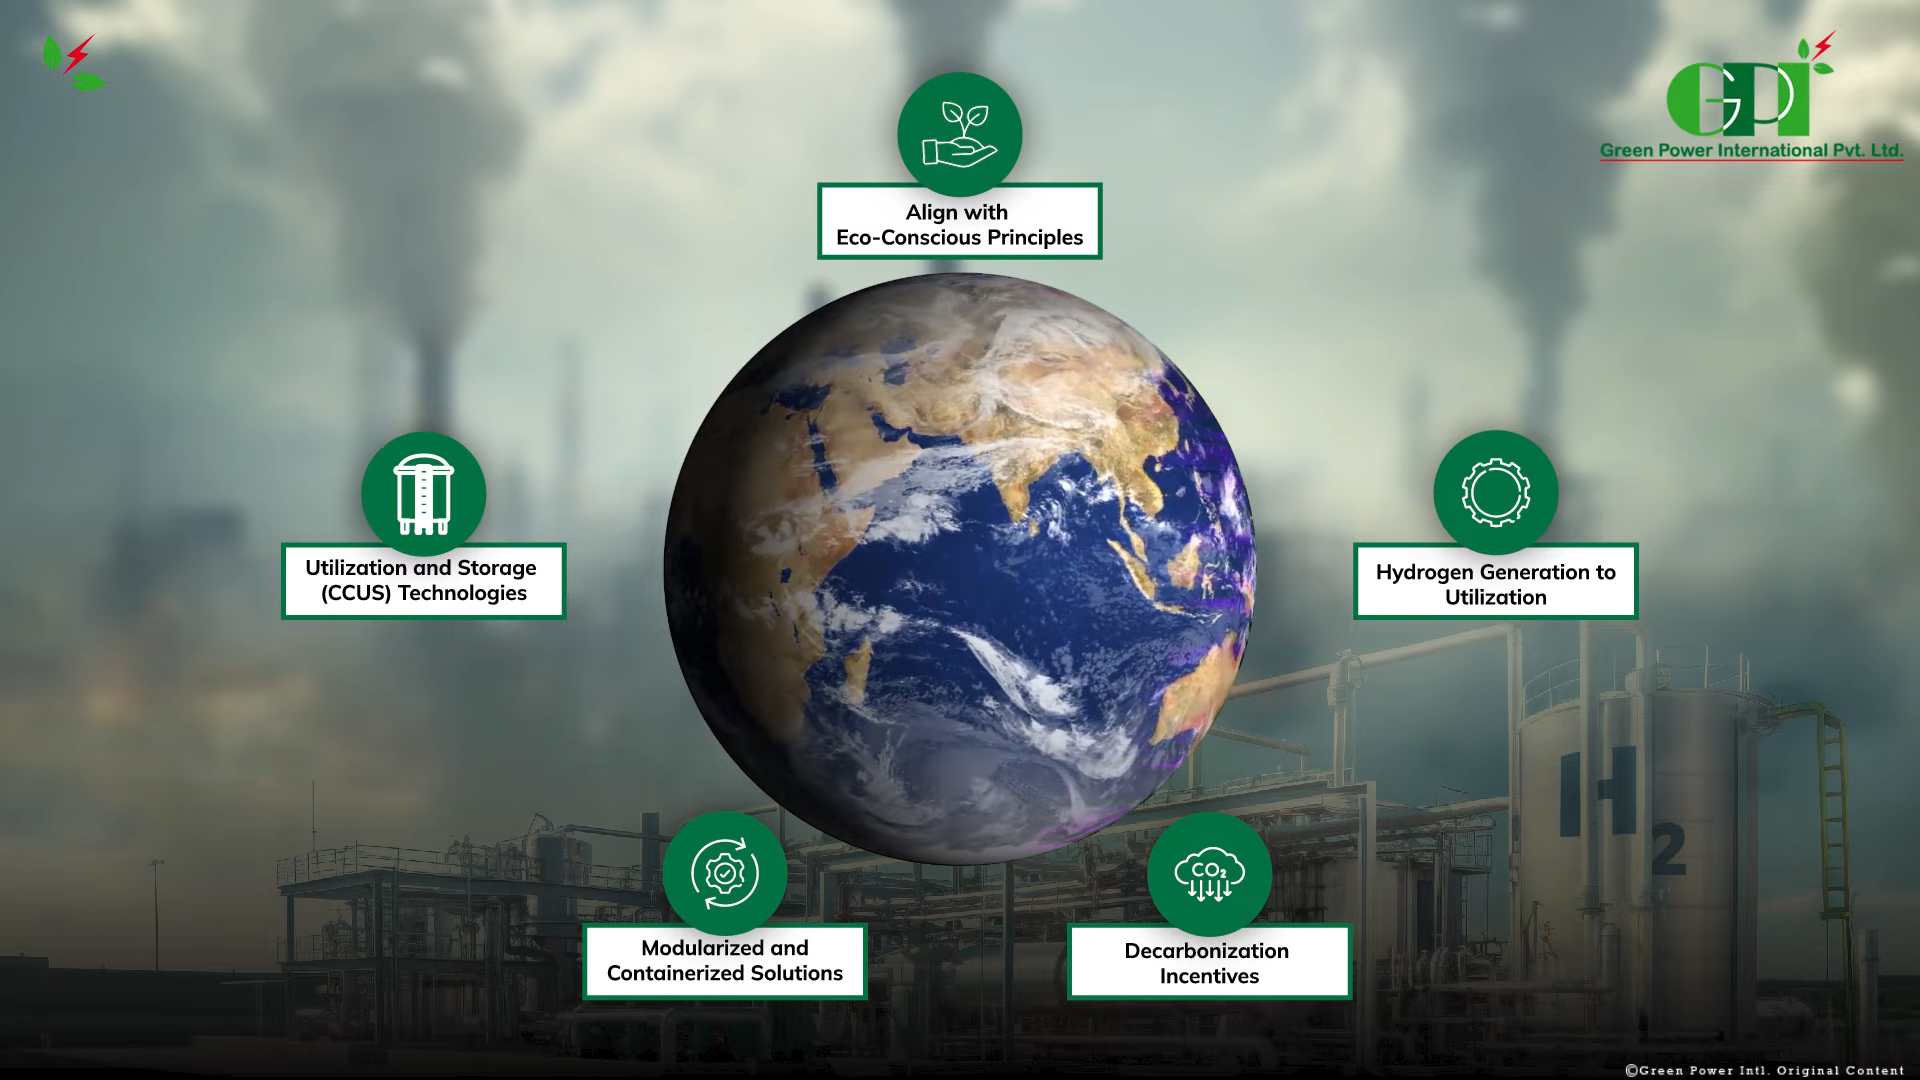 GPI
Green Power International Pvt. Ltd.
Align with
Eco-Conscious Principles
Utilization and Storage
(CCUS) Technologies
Hydrogen Generation to
Utilization
H
2
CO₂
Modularized and
Containerized Solutions
Decarbonization
Incentives
©Green Power Intl. Original Content